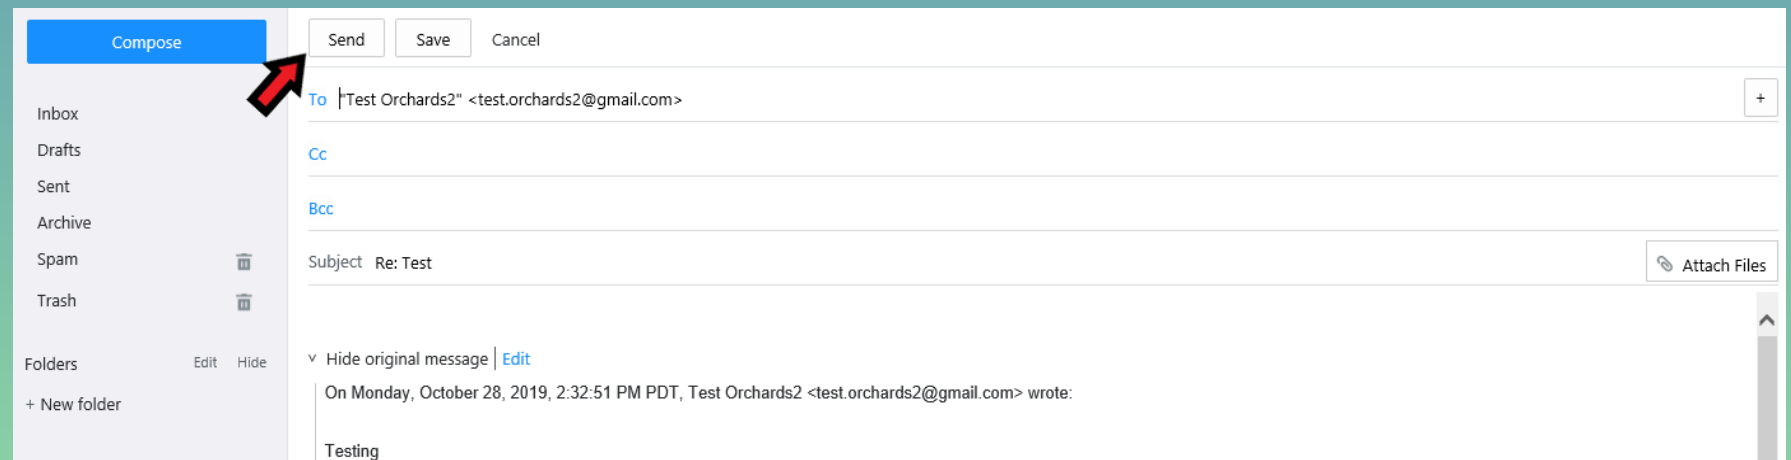 Compose
Inbox
Drafts
Sent
Archive
Spam
Trash
Folders Edit Hide
+ New folder
Send Save Cancel
To "Test Orchards2" <test.orchards2@gmail.com> +
Cc
Bcc
Subject Re: Test Attach Files
Hide original message | Edit
On Monday, October 28, 2019, 2:32:51 PM PDT, Test Orchards2 <test.orchards2@gmail.com> wrote:
Testing